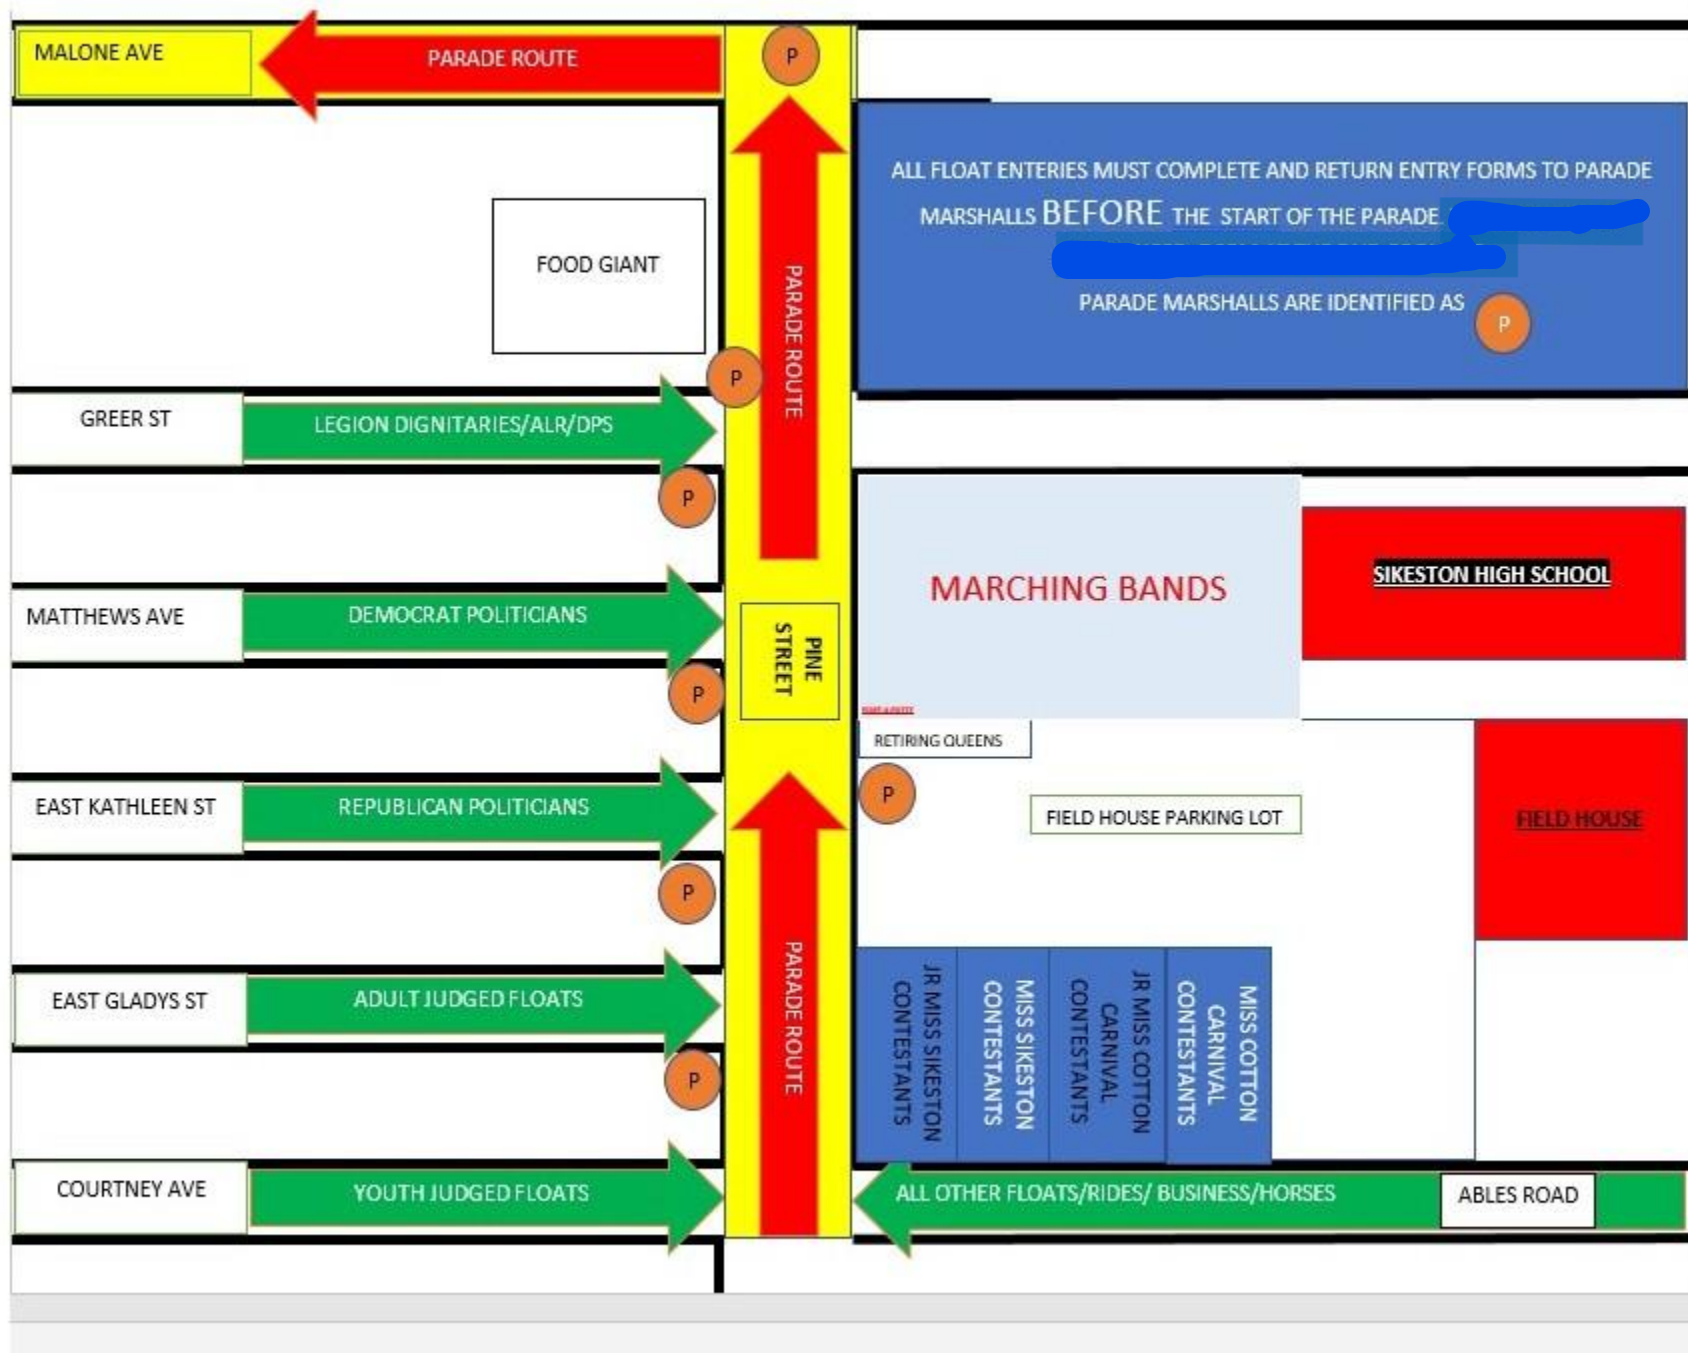 MALONE AVE
PARADE ROUTE
P
ALL FLOAT ENTERIES MUST COMPLETE AND RETURN ENTRY FORMS TO PARADE
MARSHALLS BEFORE THE START OF THE PARADE.
PARADE MARSHALLS ARE IDENTIFIED AS
P
FOOD GIANT
PARADE ROUTE
P
GREER ST
LEGION DIGNITARIES/ALR/DPS
P
MARCHING BANDS
SIKESTON HIGH SCHOOL
MATTHEWS AVE
DEMOCRAT POLITICIANS
PINE
STREET
P
RETIRING QUEENS
P
EAST KATHLEEN ST
REPUBLICAN POLITICIANS
FIELD HOUSE PARKING LOT
FIELD HOUSE
P
EAST GLADYS ST
ADULT JUDGED FLOATS
PARADE ROUTE
JR MISS SIKESTON
CONTESTANTS
MISS SIKESTON
CONTESTANTS
JR MISS COTTON
CARNIVAL
CONTESTANTS
MISS COTTON
CARNIVAL
CONTESTANTS
P
COURTNEY AVE
YOUTH JUDGED FLOATS
ALL OTHER FLOATS/RIDES/ BUSINESS/HORSES
ABLES ROAD